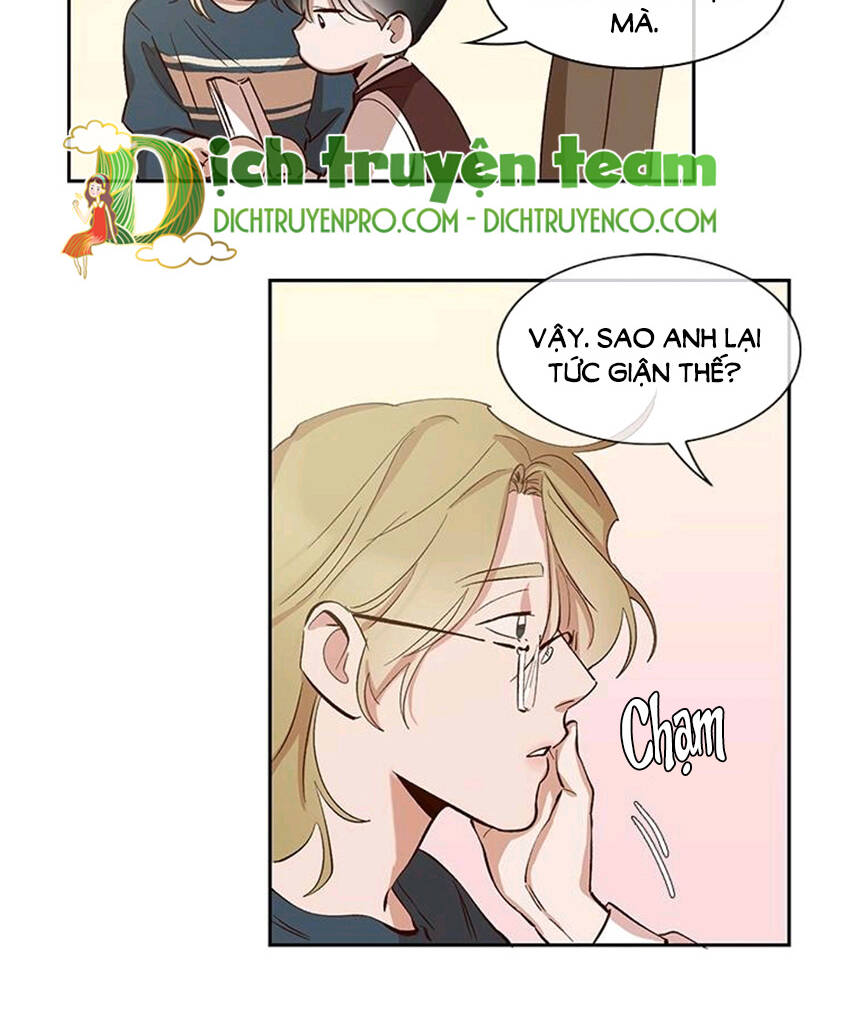 MÀ.
Dịch truyện team
DICHTRUYENPRO.COM - DICHTRUYENCO.COM
VẬY. SAO ANH LẠI
TỨC GIẬN THẾ?
Chạm